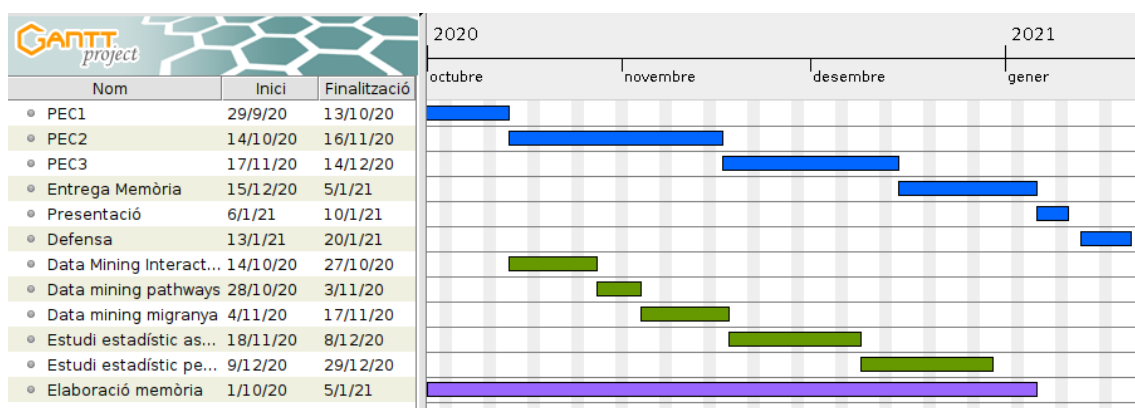 GANTT project
2020 2021
octubre novembre desembre gener
Nom Inici Finalització
PEC1 29/9/20 13/10/20
PEC2 14/10/20 16/11/20
PEC3 17/11/20 14/12/20
Entrega Memòria 15/12/20 5/1/21
Presentació 6/1/21 10/1/21
Defensa 13/1/21 20/1/21
Data Mining Interact... 14/10/20 27/10/20
Data mining pathways 28/10/20 3/11/20
Data mining migranya 4/11/20 17/11/20
Estudi estadístic as... 18/11/20 8/12/20
Estudi estadístic pe... 9/12/20 29/12/20
Elaboració memòria 1/10/20 5/1/21